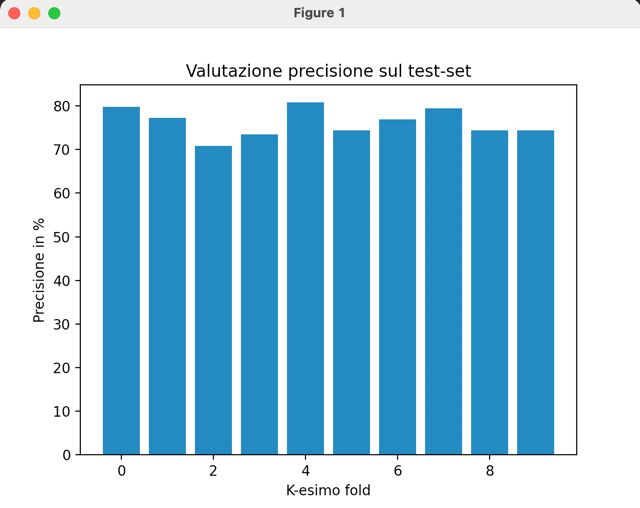 Figure 1
Valutazione precisione sul test-set
Precisione in %
80
70
60
50
40
30
20
10
0
0 2 4 6 8
K-esimo fold